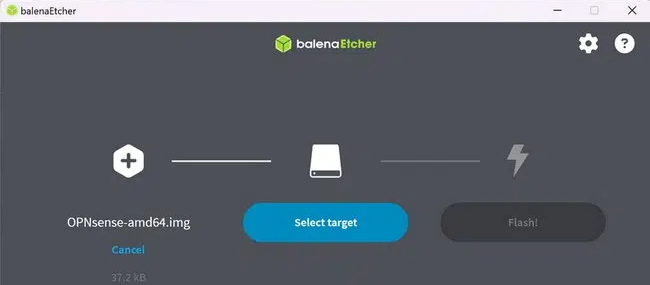 balenaEtcher
balenaEtcher
?
OPNsense-amd64.img
Select target
Flash!
Cancel
37.2 kB